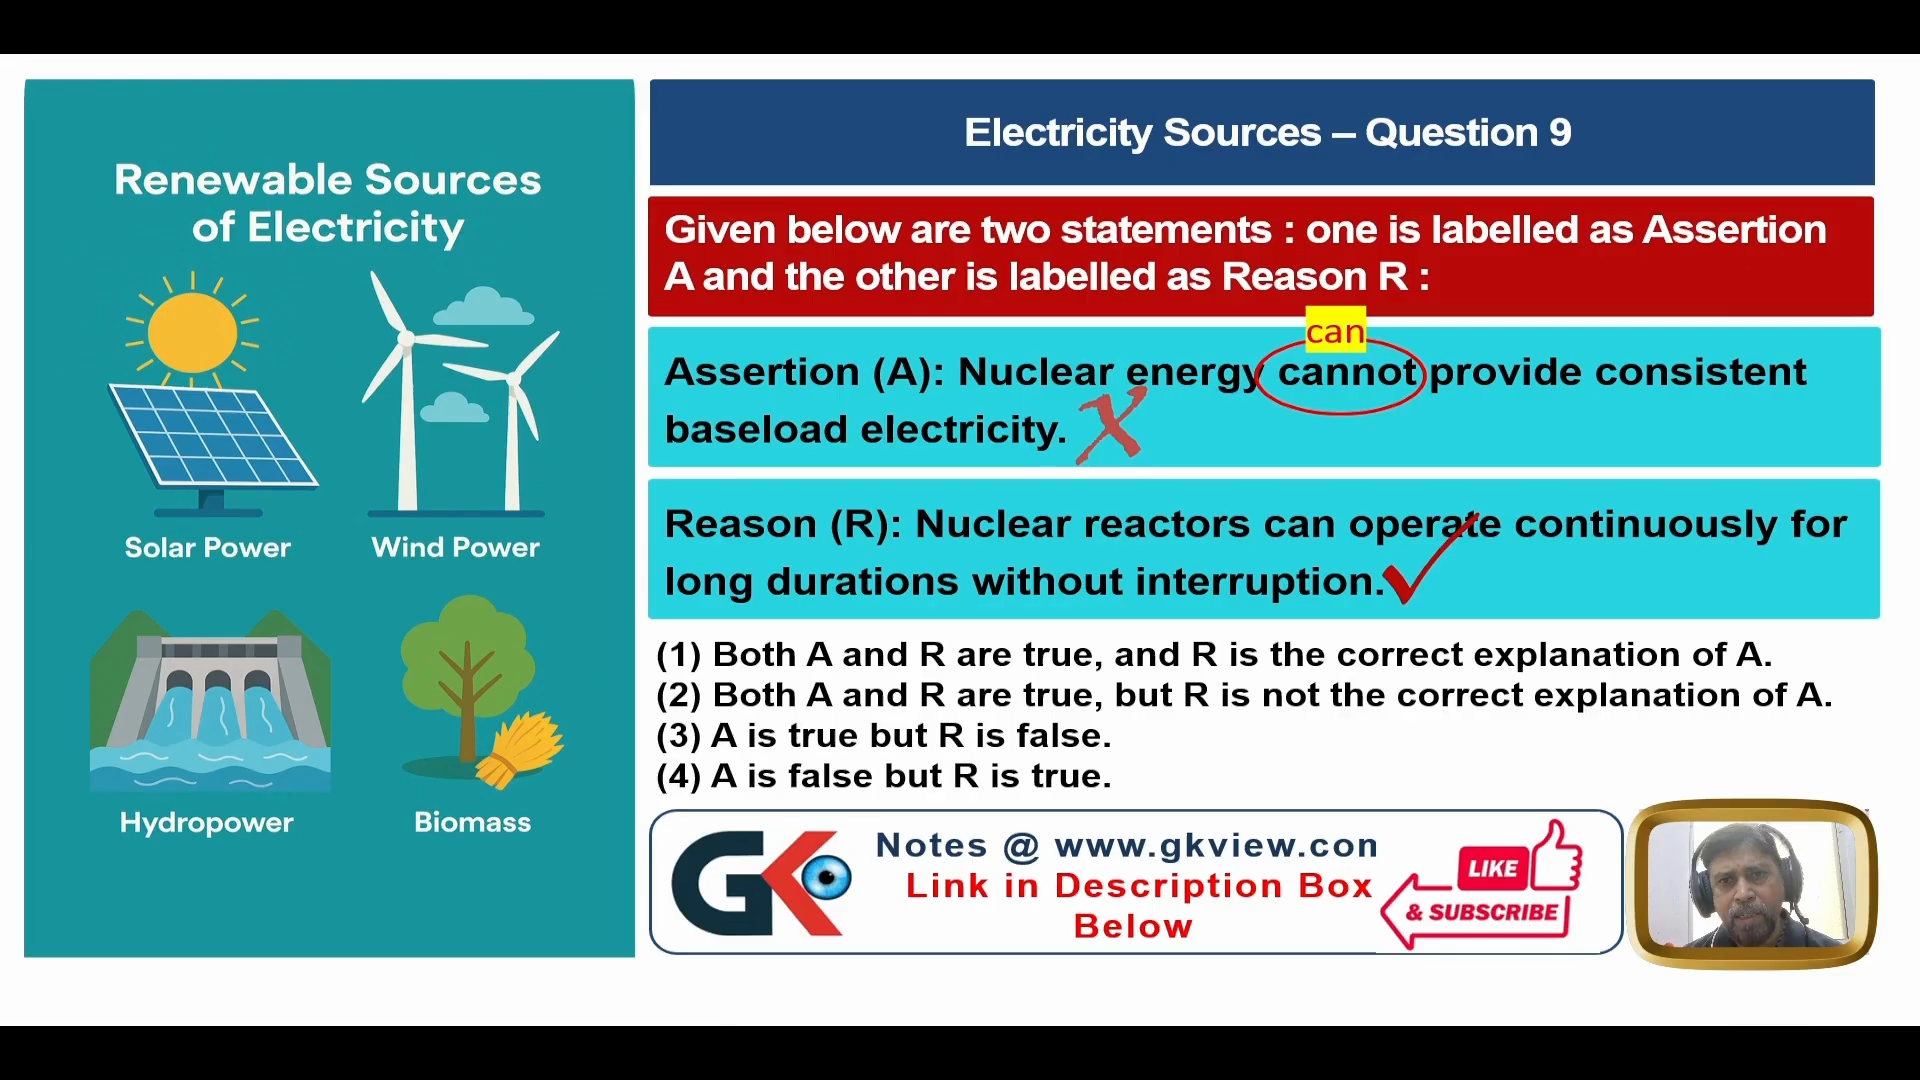 Renewable Sources
of Electricity
Solar Power
Wind Power
Hydropower
Biomass
Electricity Sources – Question 9
Given below are two statements : one is labelled as Assertion
A and the other is labelled as Reason R :
can
Assertion (A): Nuclear energy cannot provide consistent
baseload electricity.
Reason (R): Nuclear reactors can operate continuously for
long durations without interruption.
(1) Both A and R are true, and R is the correct explanation of A.
(2) Both A and R are true, but R is not the correct explanation of A.
(3) A is true but R is false.
(4) A is false but R is true.
GK
Notes @ www.gkview.con
Link in Description Box
Below
LIKE
& SUBSCRIBE